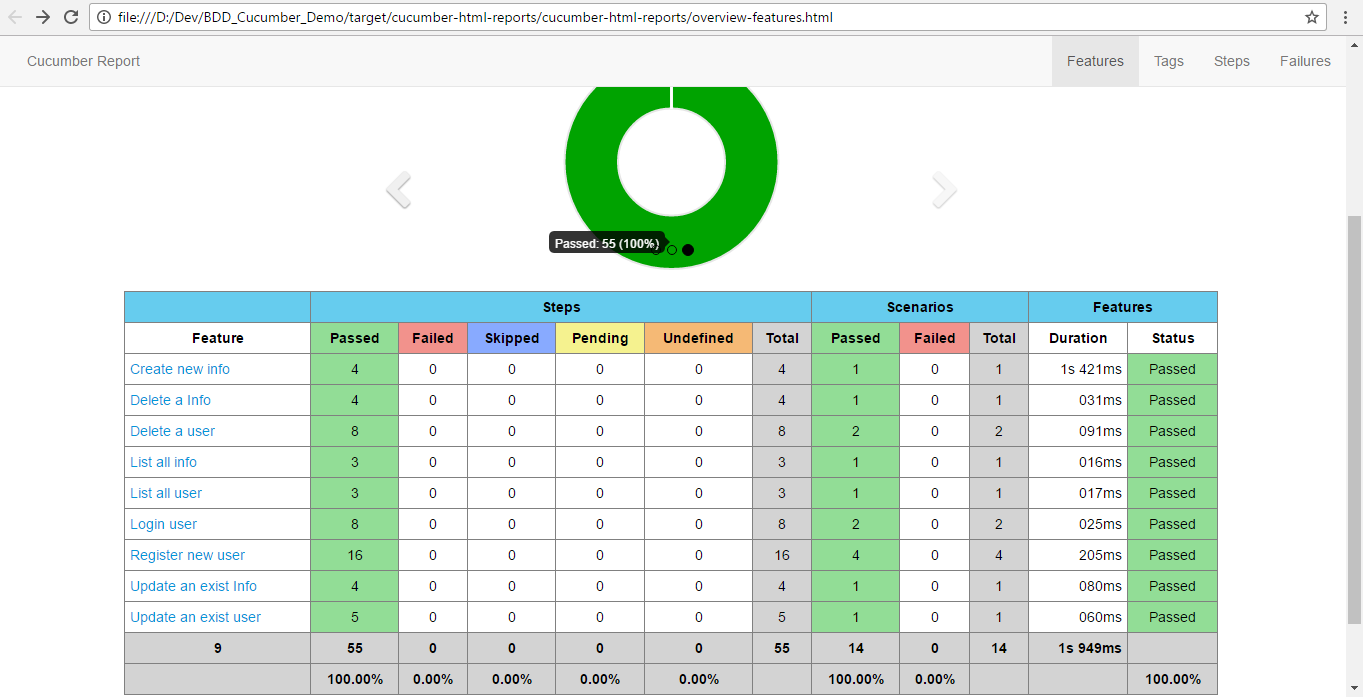 file:///D:/Dev/BDD_Cucumber_Demo/target/cucumber-html-reports/cucumber-html-reports/overview-features.html
Cucumber Report Features Tags Steps Failures
Passed: 55 (100%)
Steps Scenarios Features
Feature Passed Failed Skipped Pending Undefined Total Passed Failed Total Duration Status
Create new info 4 0 0 0 0 4 1 0 1 1s 421ms Passed
Delete a Info 4 0 0 0 0 4 1 0 1 031ms Passed
Delete a user 8 0 0 0 0 8 2 0 2 091ms Passed
List all info 3 0 0 0 0 3 1 0 1 016ms Passed
List all user 3 0 0 0 0 3 1 0 1 017ms Passed
Login user 8 0 0 0 0 8 2 0 2 025ms Passed
Register new user 16 0 0 0 0 16 4 0 4 205ms Passed
Update an exist Info 4 0 0 0 0 4 1 0 1 080ms Passed
Update an exist user 5 0 0 0 0 5 1 0 1 060ms Passed
9 55 0 0 0 0 55 14 0 14 1s 949ms
100.00% 0.00% 0.00% 0.00% 0.00% 100.00% 0.00% 100.00%